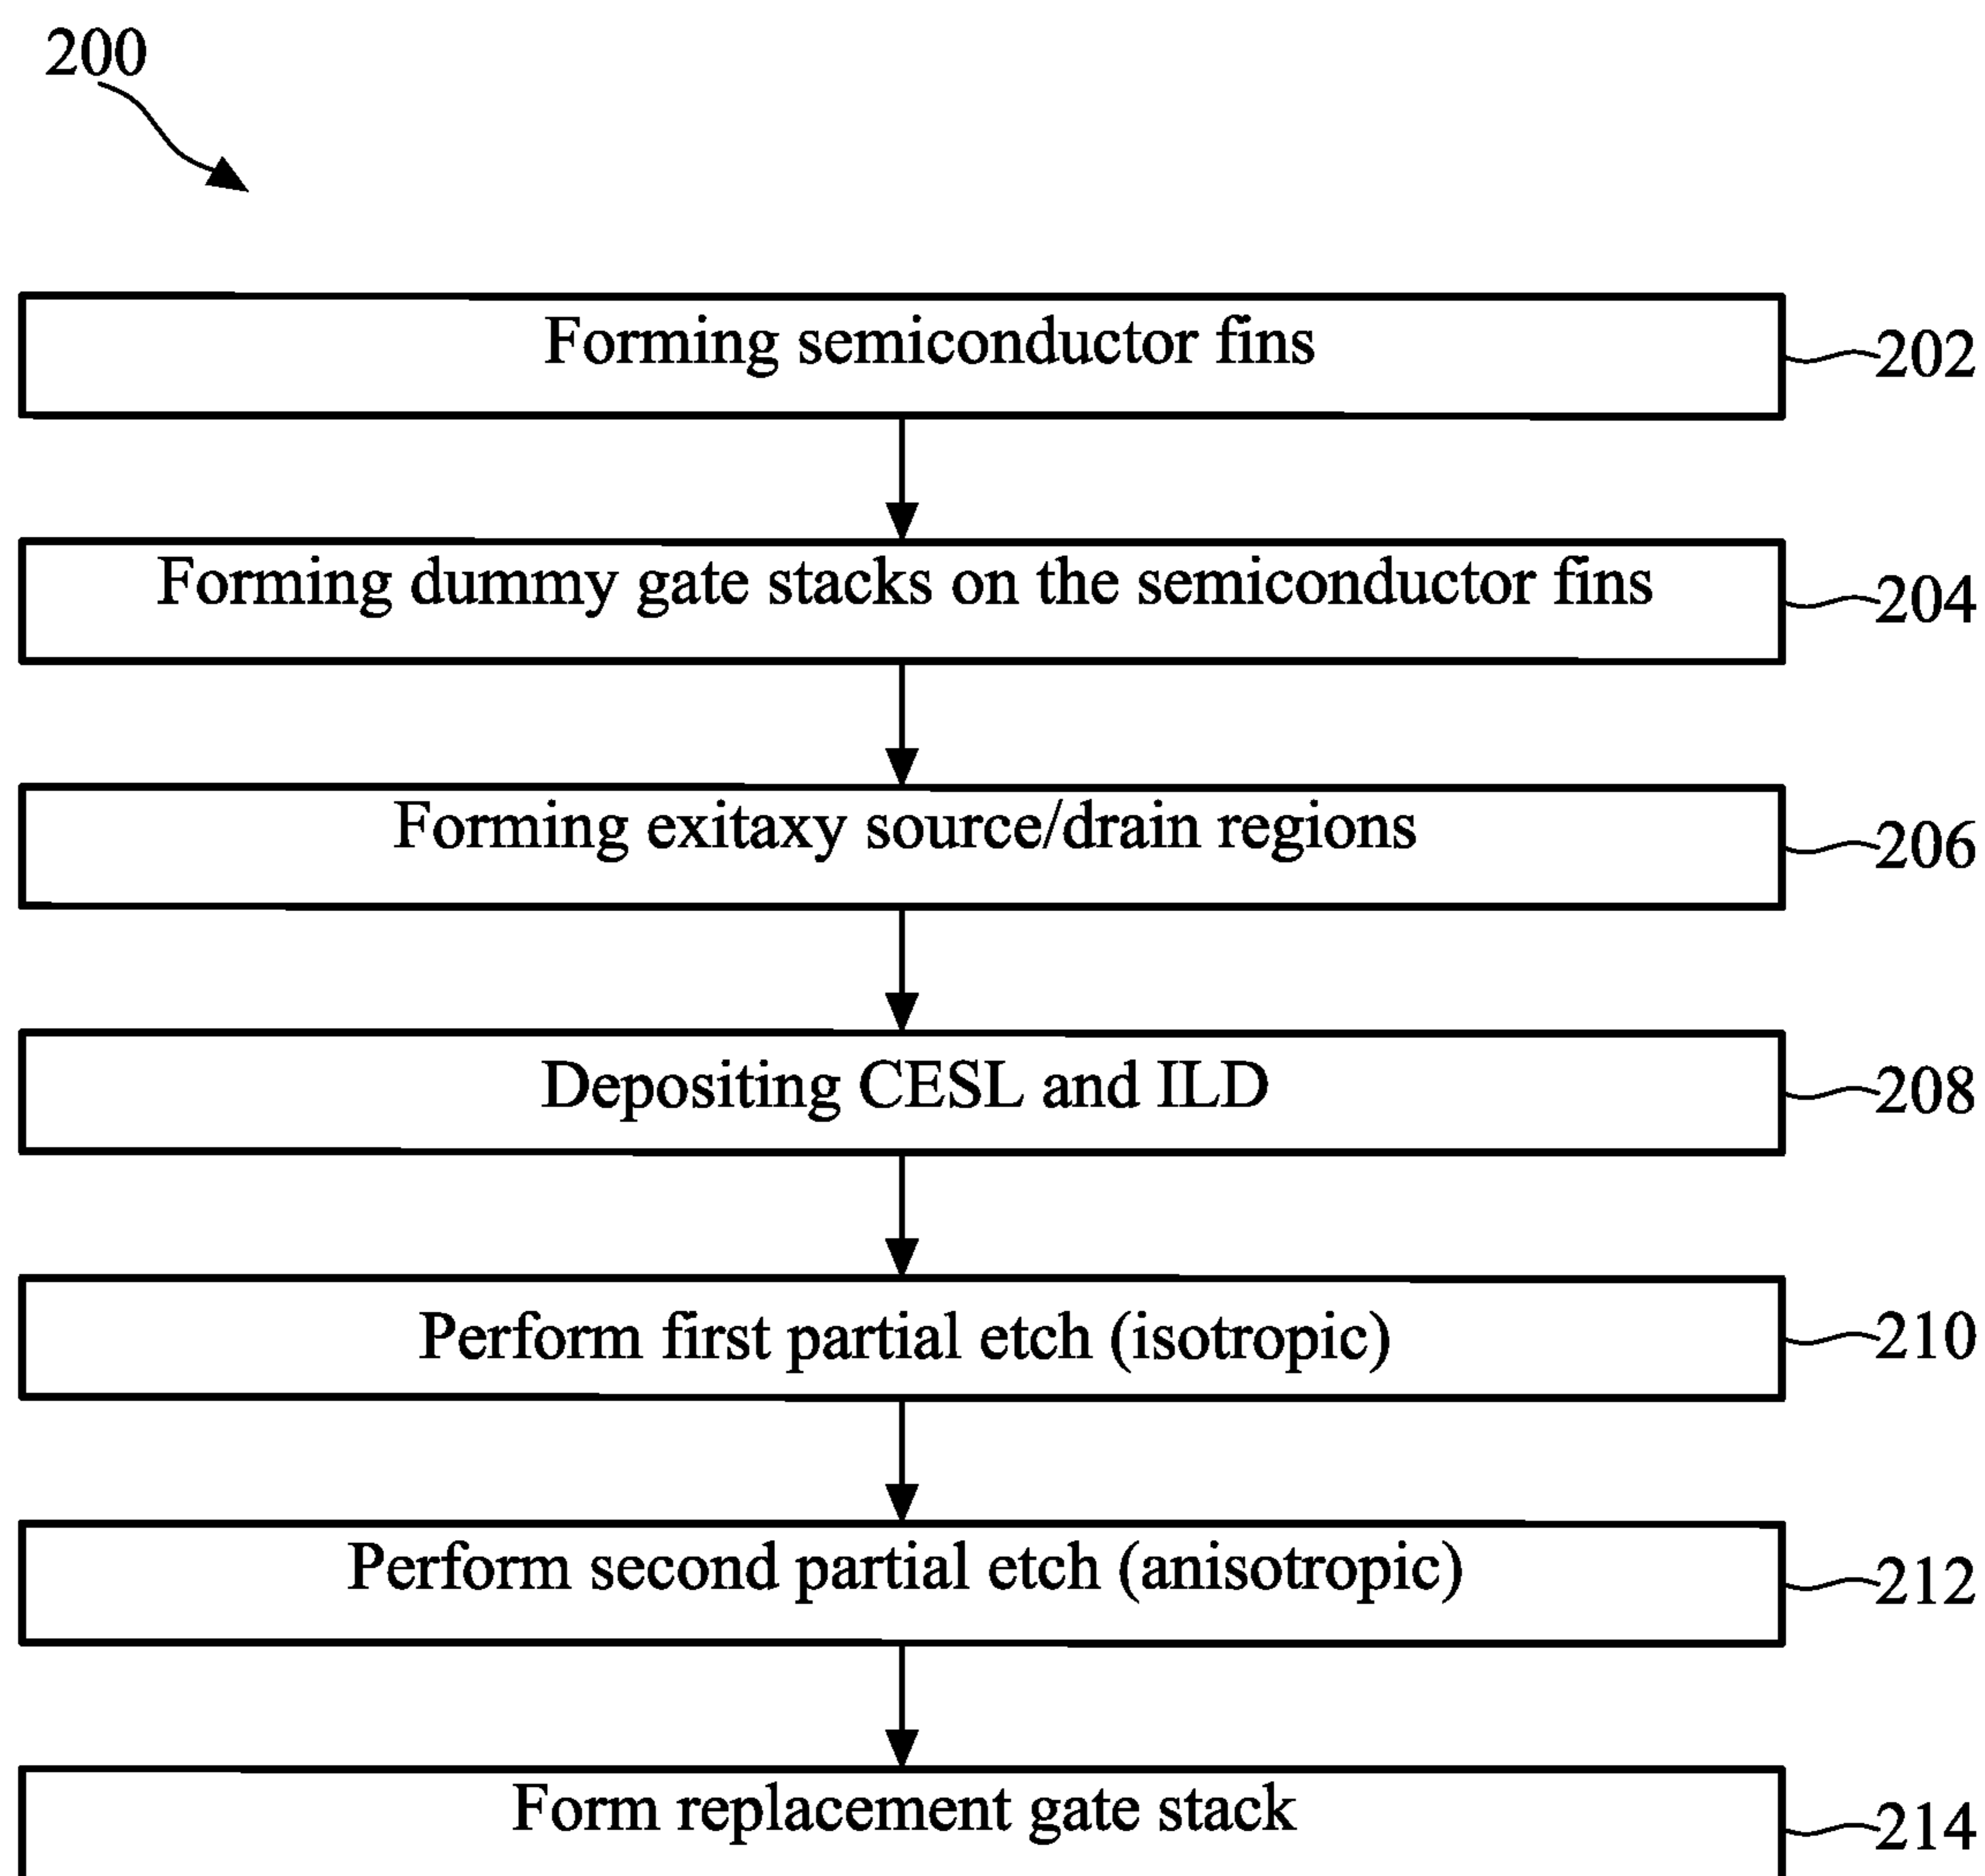 200
Forming semiconductor fins
202
Forming dummy gate stacks on the semiconductor fins
204
Forming exitaxy source/drain regions
206
Depositing CESL and ILD
208
Perform first partial etch (isotropic)
210
Perform second partial etch (anisotropic)
212
Form replacement gate stack
214